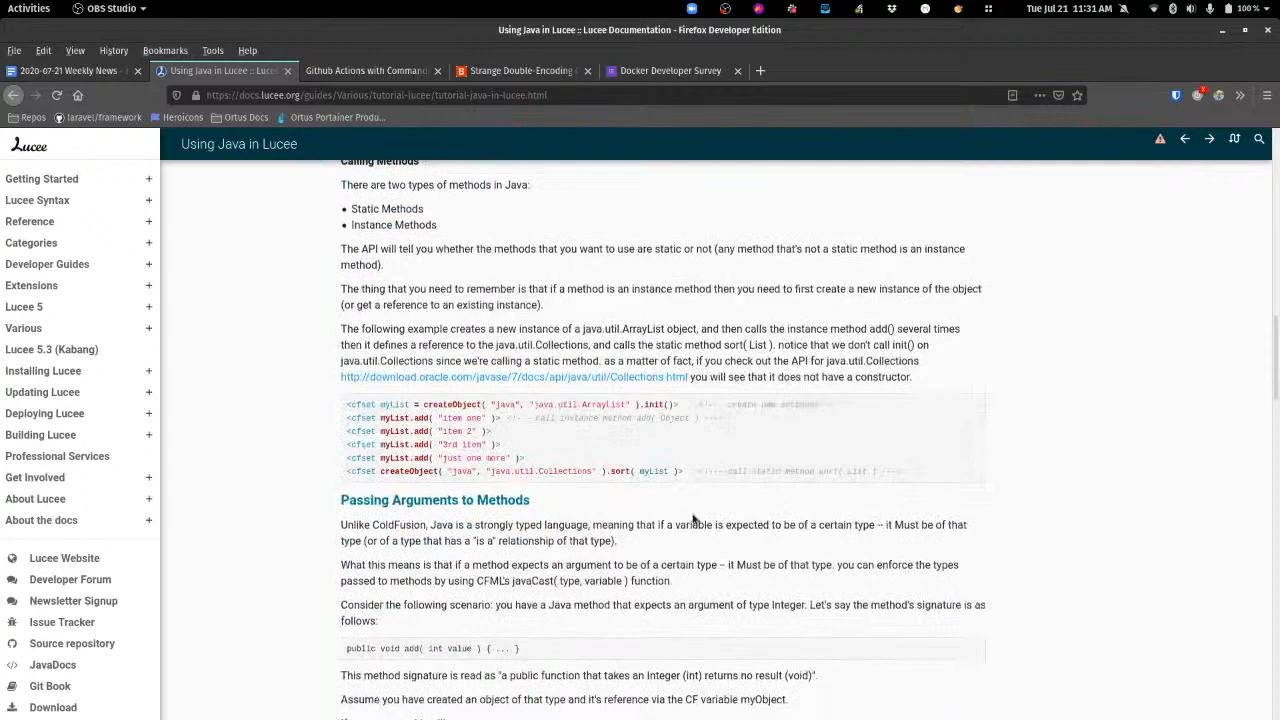 Activities
OBS Studio
Tue Jul 21 11:31 AM
100 %
Using Java in Lucee :: Lucee Documentation - Firefox Developer Edition
File Edit View History Bookmarks Tools Help
2020-07-21 Weekly News -
Using Java in Lucee :: Luce
Github Actions with Comman
Strange Double-Encoding
Docker Developer Survey
https://docs.lucee.org/guides/Various/tutorial-lucee/tutorial-java-in-lucee.html
Repos
laravel/framework
Heroicons
Ortus Docs
Ortus Portainer Produ...
Lucee
Using Java in Lucee
Getting Started +
Lucee Syntax +
Reference +
Categories +
Developer Guides +
Extensions +
Lucee 5 +
Various +
Lucee 5.3 (Kabang) +
Installing Lucee +
Updating Lucee +
Deploying Lucee +
Building Lucee +
Professional Services
Get Involved +
About Lucee +
About the docs +
Lucee Website
Developer Forum
Newsletter Signup
Issue Tracker
Source repository
JavaDocs
Git Book
Download
Calling Methods
There are two types of methods in Java:
• Static Methods
• Instance Methods
The API will tell you whether the methods that you want to use are static or not (any method that's not a static method is an instance
method).
The thing that you need to remember is that if a method is an instance method then you need to first create a new instance of the object
(or get a reference to an existing instance).
The following example creates a new instance of a java.util.ArrayList object, and then calls the instance method add() several times
then it defines a reference to the java.util.Collections, and calls the static method sort( List ). notice that we don't call init() on
java.util.Collections since we're calling a static method. as a matter of fact, if you check out the API for java.util.Collections
http://download.oracle.com/javase/7/docs/api/java/util/Collections.html you will see that it does not have a constructor.
<cfset myList = createObject( "java", "java.util.ArrayList" ).init()>
<cfset myList.add( "item one" )> <!-- call instance method add( Object )
<cfset myList.add( "item 2" )>
<cfset myList.add( "3rd item" )>
<cfset myList.add( "just one more" )>
<cfset createObject( "java", "java.util.Collections" ).sort( myList )> <!----call static method sort( List )
Passing Arguments to Methods
Unlike ColdFusion, Java is a strongly typed language, meaning that if a variable is expected to be of a certain type – it Must be of that
type (or of a type that has a "is a" relationship of that type).
What this means is that if a method expects an argument to be of a certain type – it Must be of that type. you can enforce the types
passed to methods by using CFML's javaCast( type, variable ) function.
Consider the following scenario: you have a Java method that expects an argument of type Integer. Let's say the method's signature is as
follows:
public void add( int value ) { ... }
This method signature is read as "a public function that takes an Integer (int) returns no result (void)".
Assume you have created an object of that type and it's reference via the CF variable myObject.